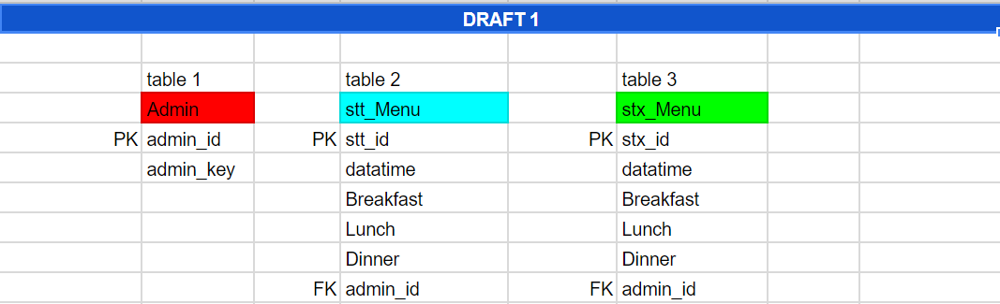 DRAFT 1
table 1 table 2 table 3
Admin stt_Menu stx_Menu
PK admin_id PK stt_id PK stx_id
admin_key datatime datatime
Breakfast Breakfast
Lunch Lunch
Dinner Dinner
FK admin_id FK admin_id